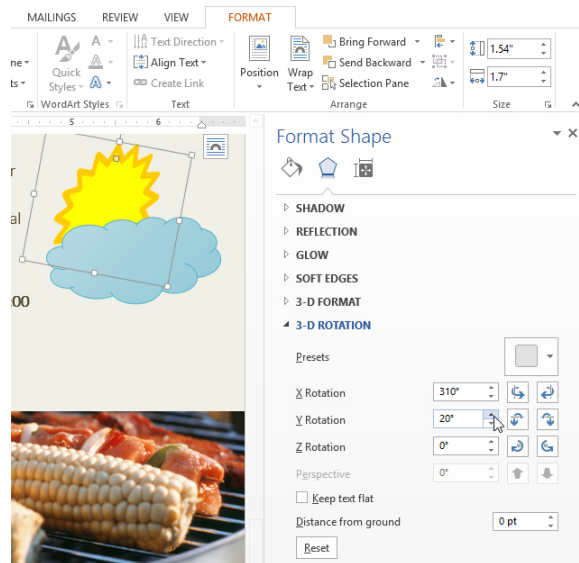 MAILINGS REVIEW VIEW FORMAT
A Text Direction Bring Forward 1.54"
Quick Styles A Align Text Position Wrap Text Send Backward 1.7"
A Create Link Selection Pane
WordArt Styles Text Arrange Size
5 6
Format Shape
SHADOW
REFLECTION
GLOW
SOFT EDGES
3-D FORMAT
3-D ROTATION
Presets
X Rotation 310°
Y Rotation 20°
Z Rotation 0°
Perspective 0°
Keep text flat
Distance from ground 0 pt
Reset